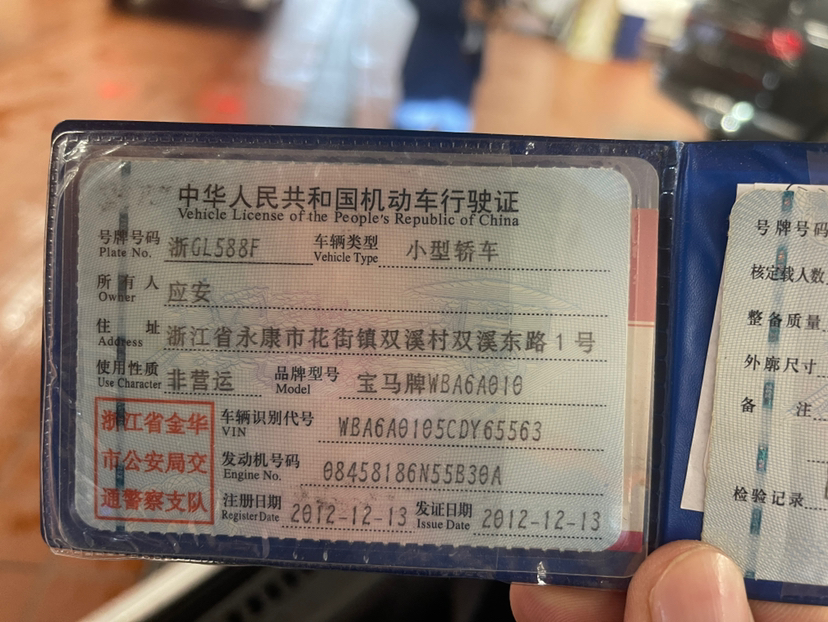 中华人民共和国机动车行驶证
Vehicle License of the People's Republic of China
号牌号码 浙GL588F 车辆类型 小型轿车
Plate No. Vehicle Type
所有人 应安
Owner
住址 浙江省永康市花街镇双溪村双溪东路1号
Address
使用性质 非营运 品牌型号 宝马牌WBA6A010
Use Character Model
浙江省金华
市公安局交
通警察支队
车辆识别代号 WBA6A0105CDY65563
VIN
发动机号码 08458186N55B30A
Engine No.
注册日期 2012-12-13 发证日期 2012-12-13
Register Date Issue Date
号牌号码
核定载人数
整备质量
外廓尺寸
备注
检验记录